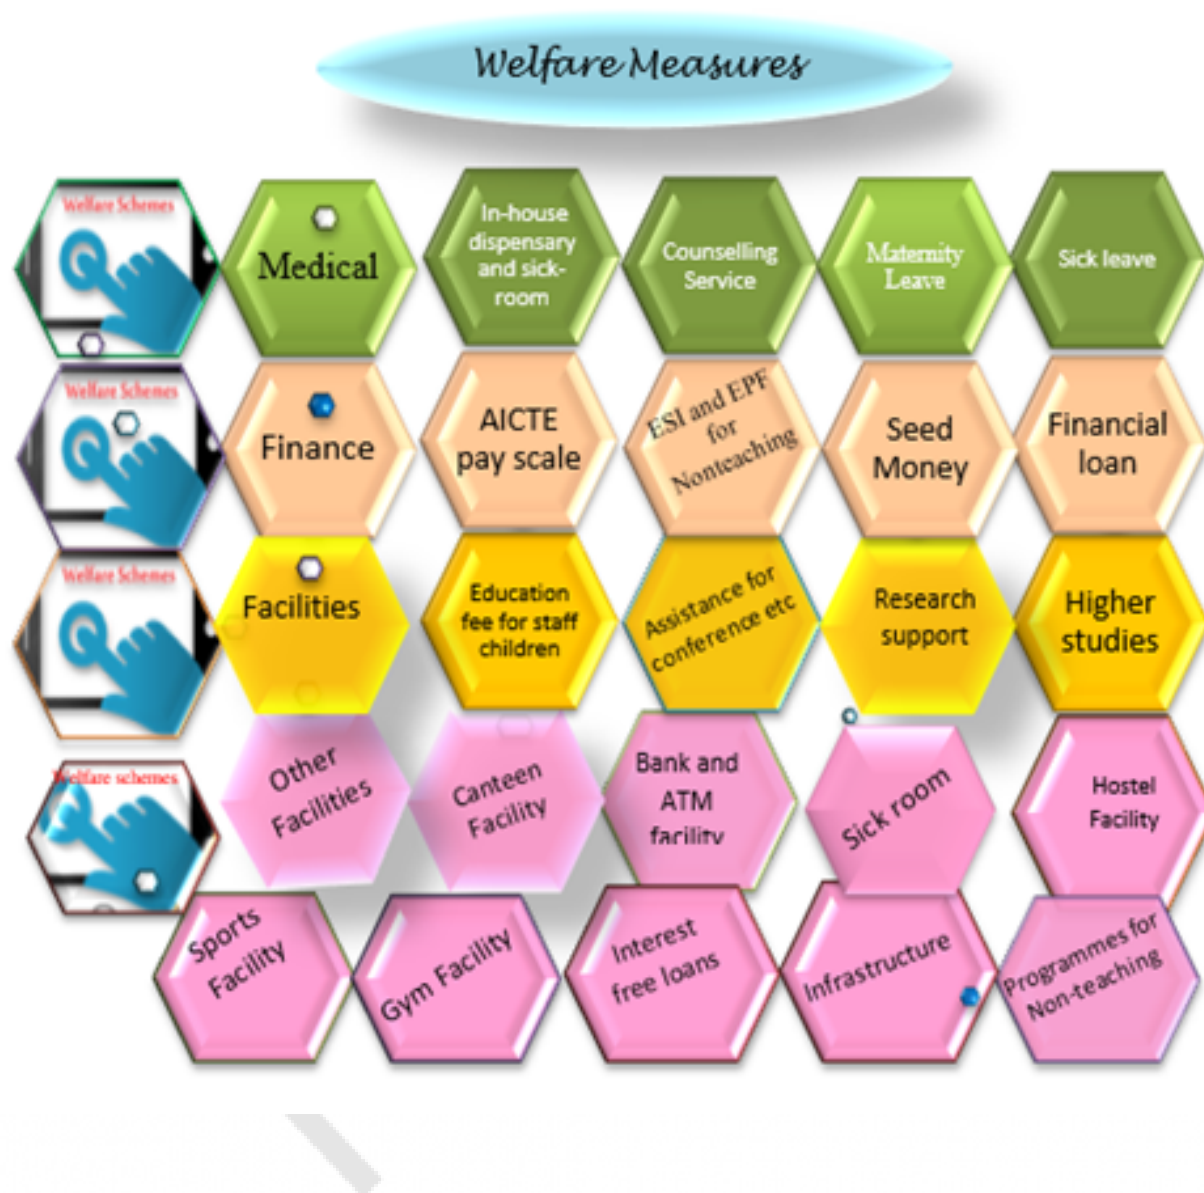 Welfare Measures
Welfare Schemes
Medical
In-house
dispensary
and sick-
room
Counselling
Service
Maternity
Leave
Sick leave
Welfare Schemes
Finance
AICTE
pay scale
ESI and EPF
for
Nonteaching
Seed
Money
Financial
loan
Welfare Schemes
Facilities
Education
fee for staff
children
Assistance for
conference etc
Research
support
Higher
studies
Welfare schemes
Other
Facilities
Canteen
Facility
Bank and
ATM
facility
Sick room
Hostel
Facility
Sports
Facility
Gym Facility
Interest
free loans
Infrastructure
Programmes for
Non-teaching